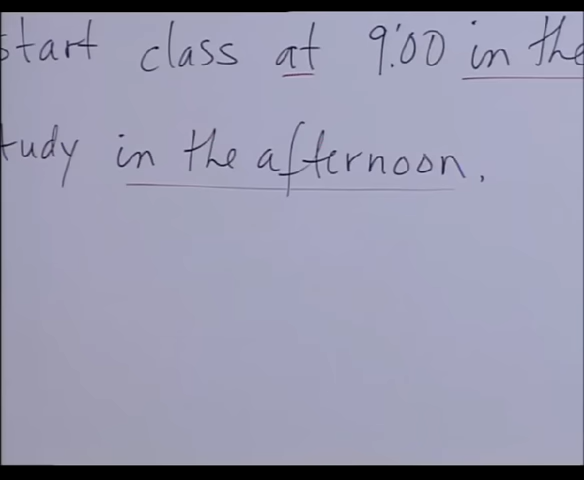 start class at 9:00 in the
tudy in the afternoon.